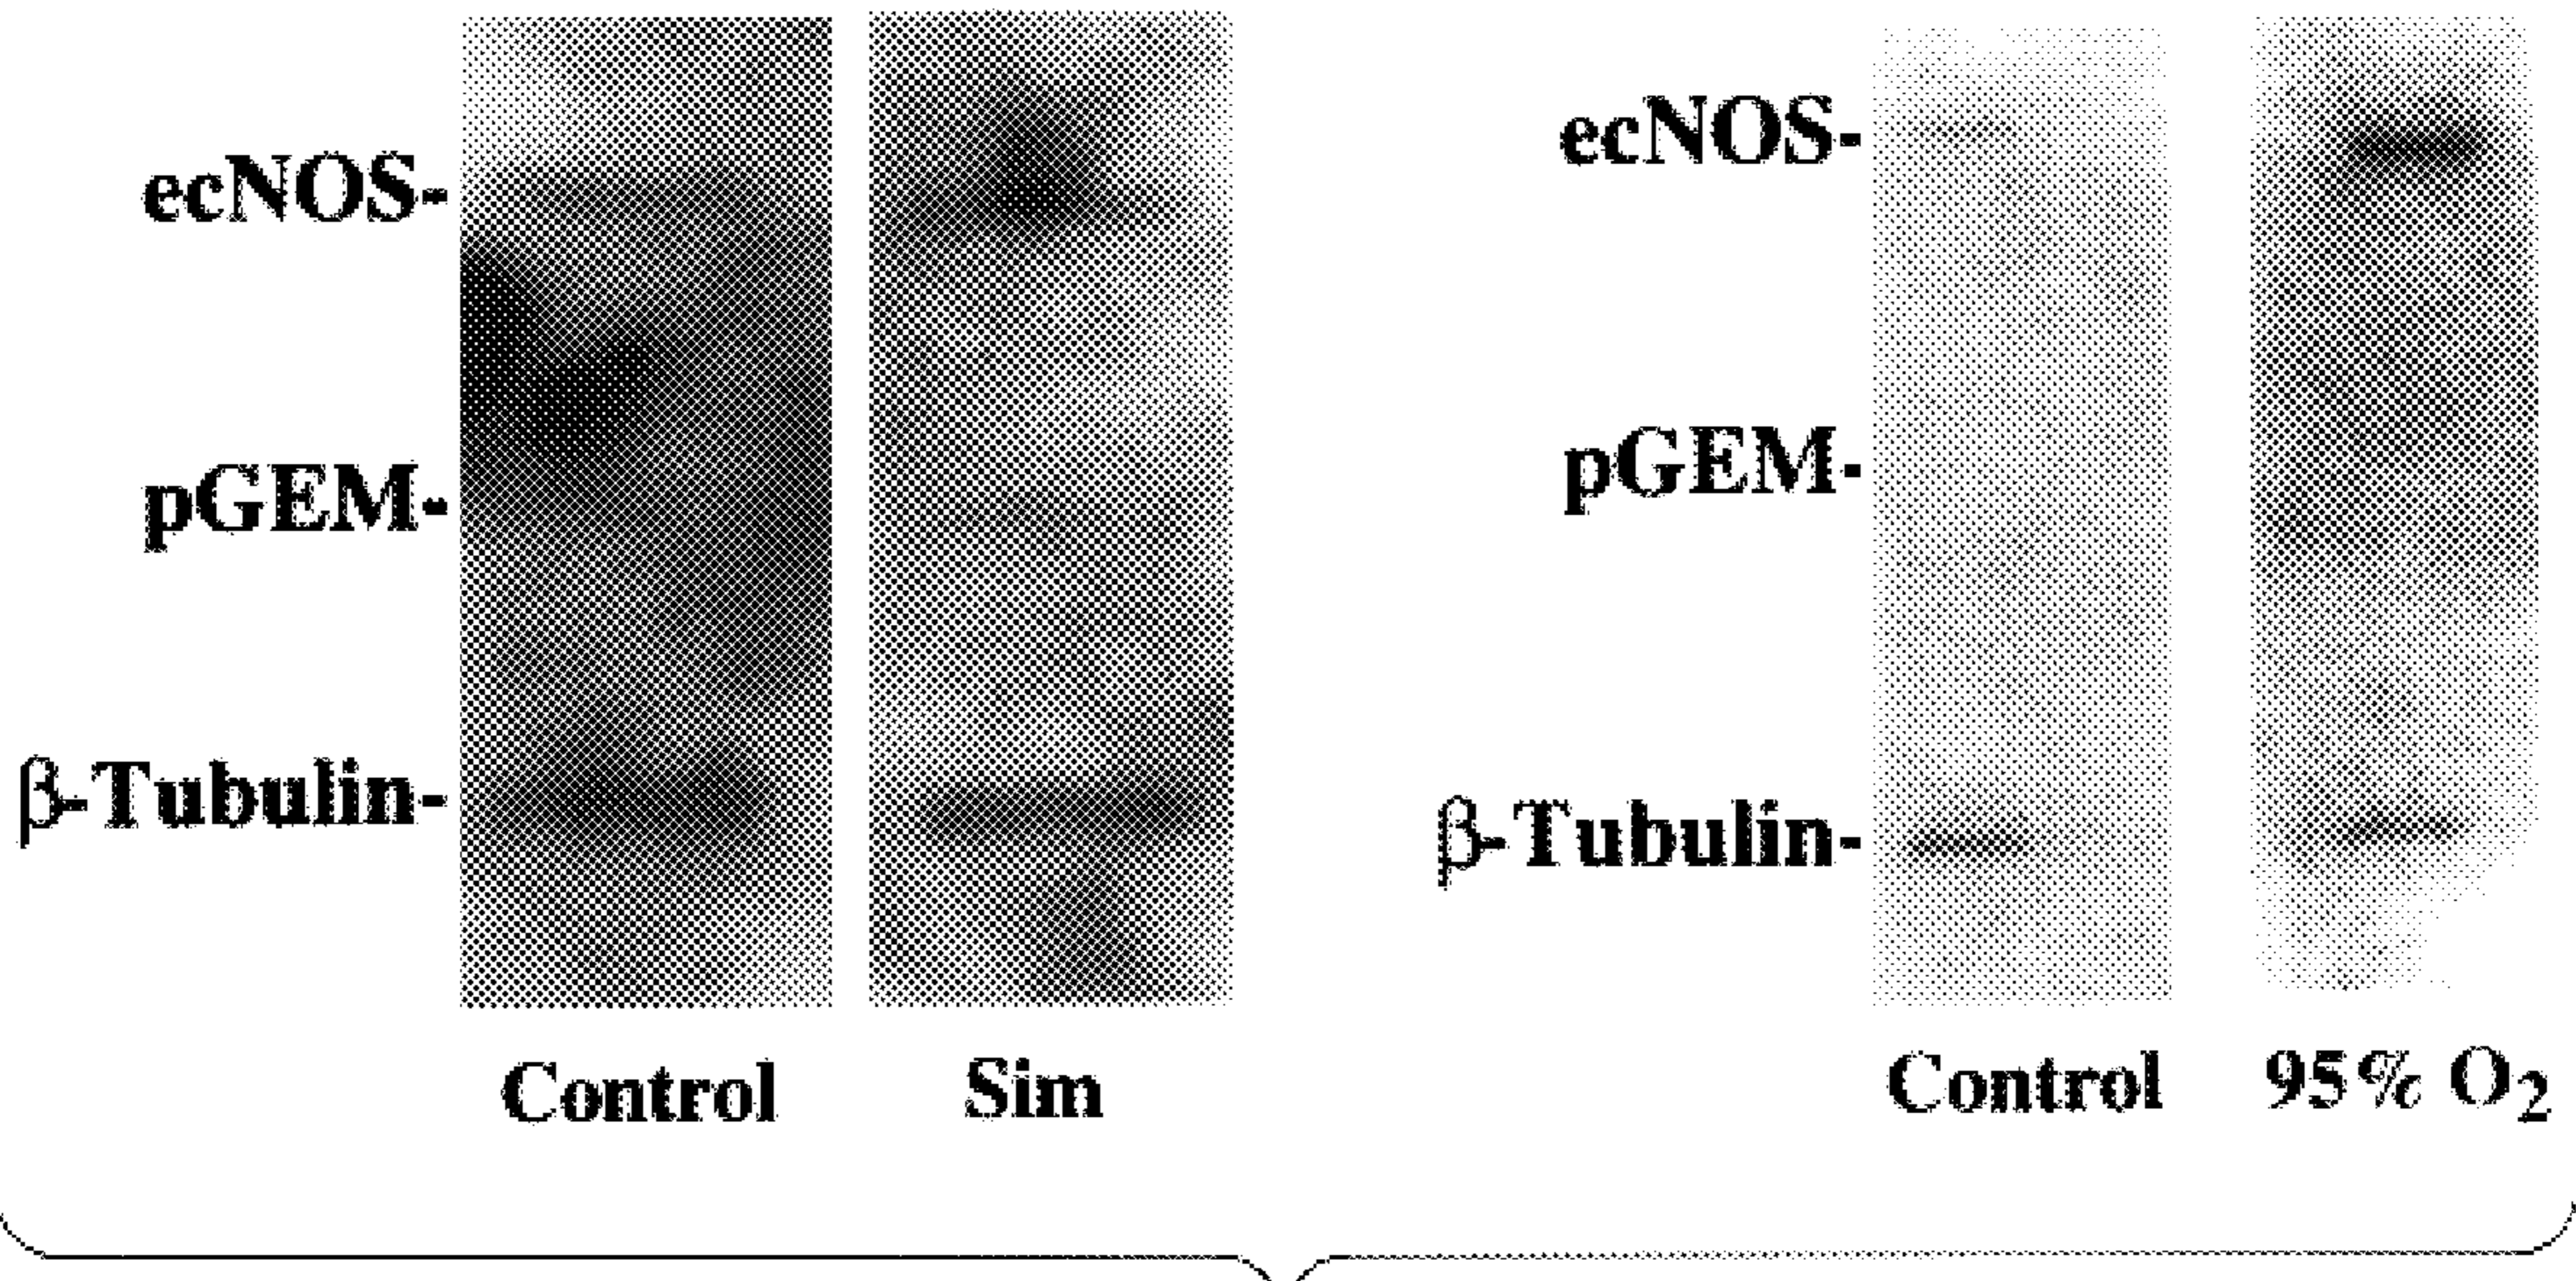 ecNOS-
pGEM-
β-Tubulin-
Control Sim
ecNOS-
pGEM-
β-Tubulin-
Control 95% O₂